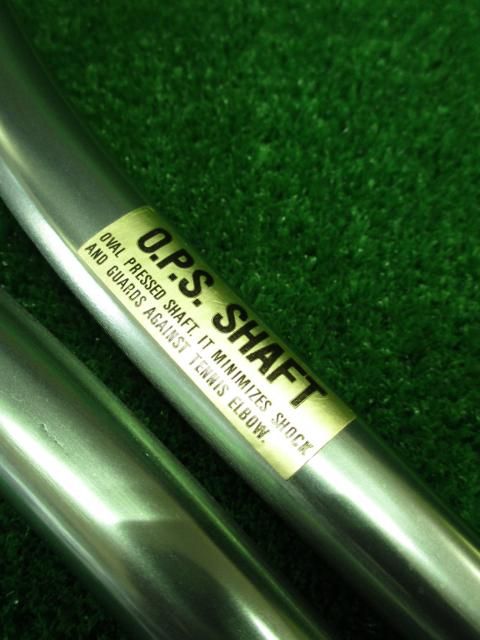 O.P.S. SHAFT
OVAL PRESSED SHAFT. IT MINIMIZES SHOCK
AND GUARDS AGAINST TENNIS ELBOW.